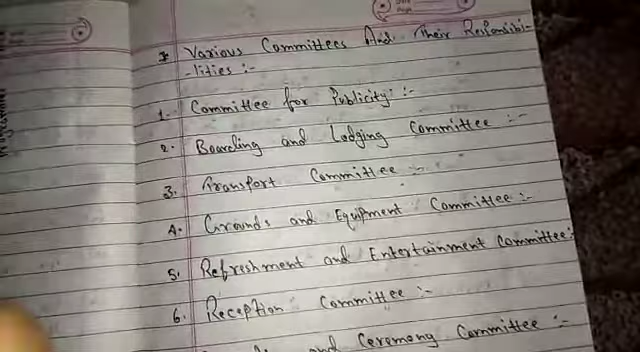 * Various Committees And Their Responsibi-
-lities :-
1. Committee for Publicity :-
2. Boarding and Lodging Committee :-
3. Transport Committee :-
4. Grounds and Equipment Committee :-
5. Refreshment and Entertainment Committee:-
6. Reception Committee :-
and Ceremony Committee :-